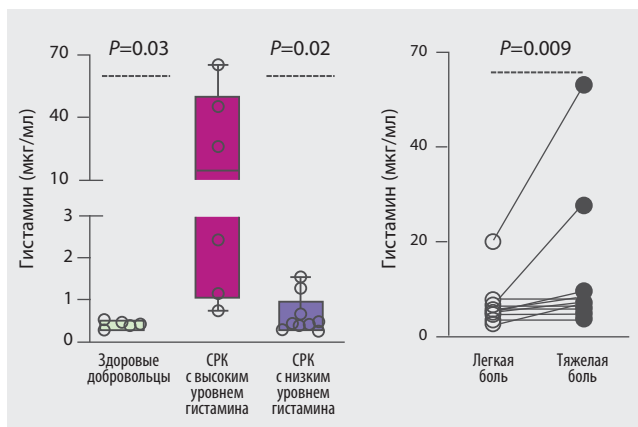 P=0.03
P=0.02
Гистамин (мкг/мл)
70
40
10
3
2
1
0
Здоровые
добровольцы
СРК
с высоким
уровнем
гистамина
СРК
с низким
уровнем
гистамина
P=0.009
Гистамин (мкг/мл)
70
40
20
0
Легкая
боль
Тяжелая
боль